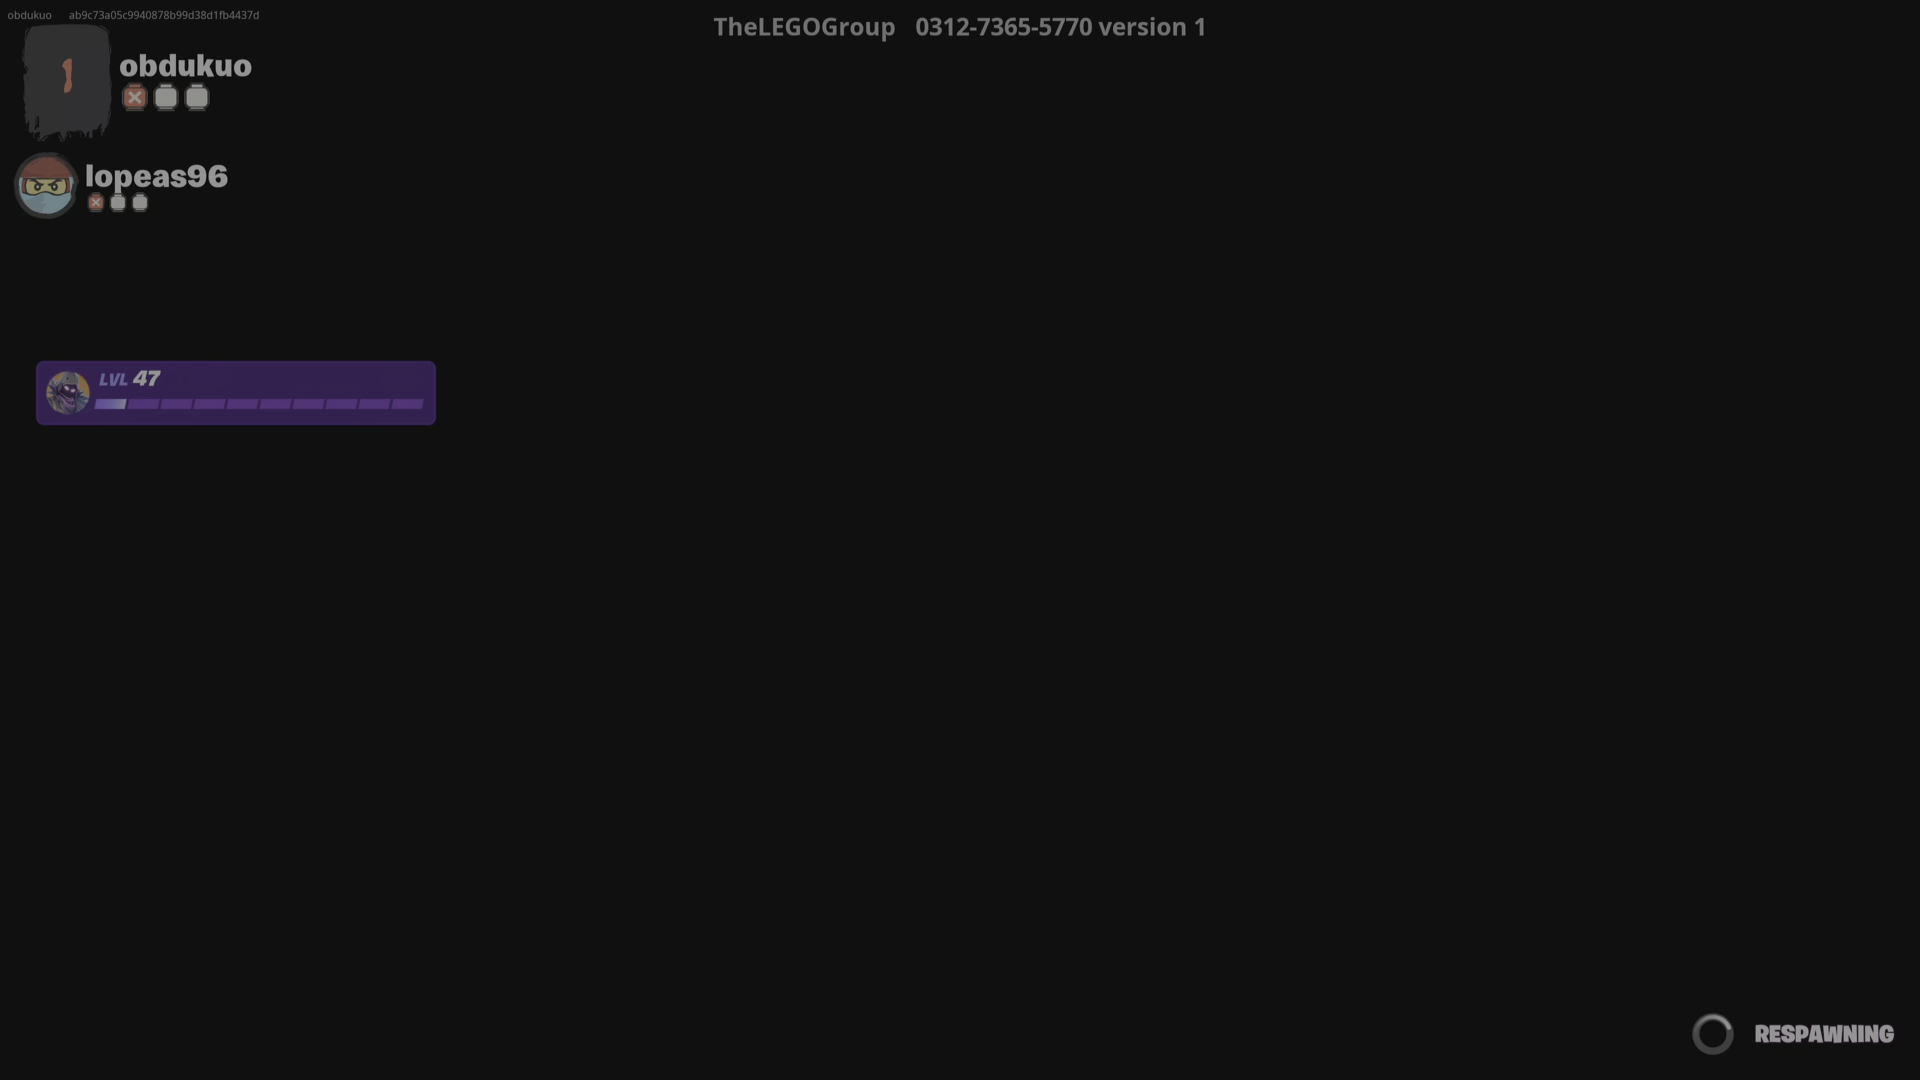 obdukuo ab9c73a05c9940878b99d38d1fb4437d
TheLEGOGroup 0312-7365-5770 version 1
1
obdukuo
lopeas96
LVL 47
RESPAWNING